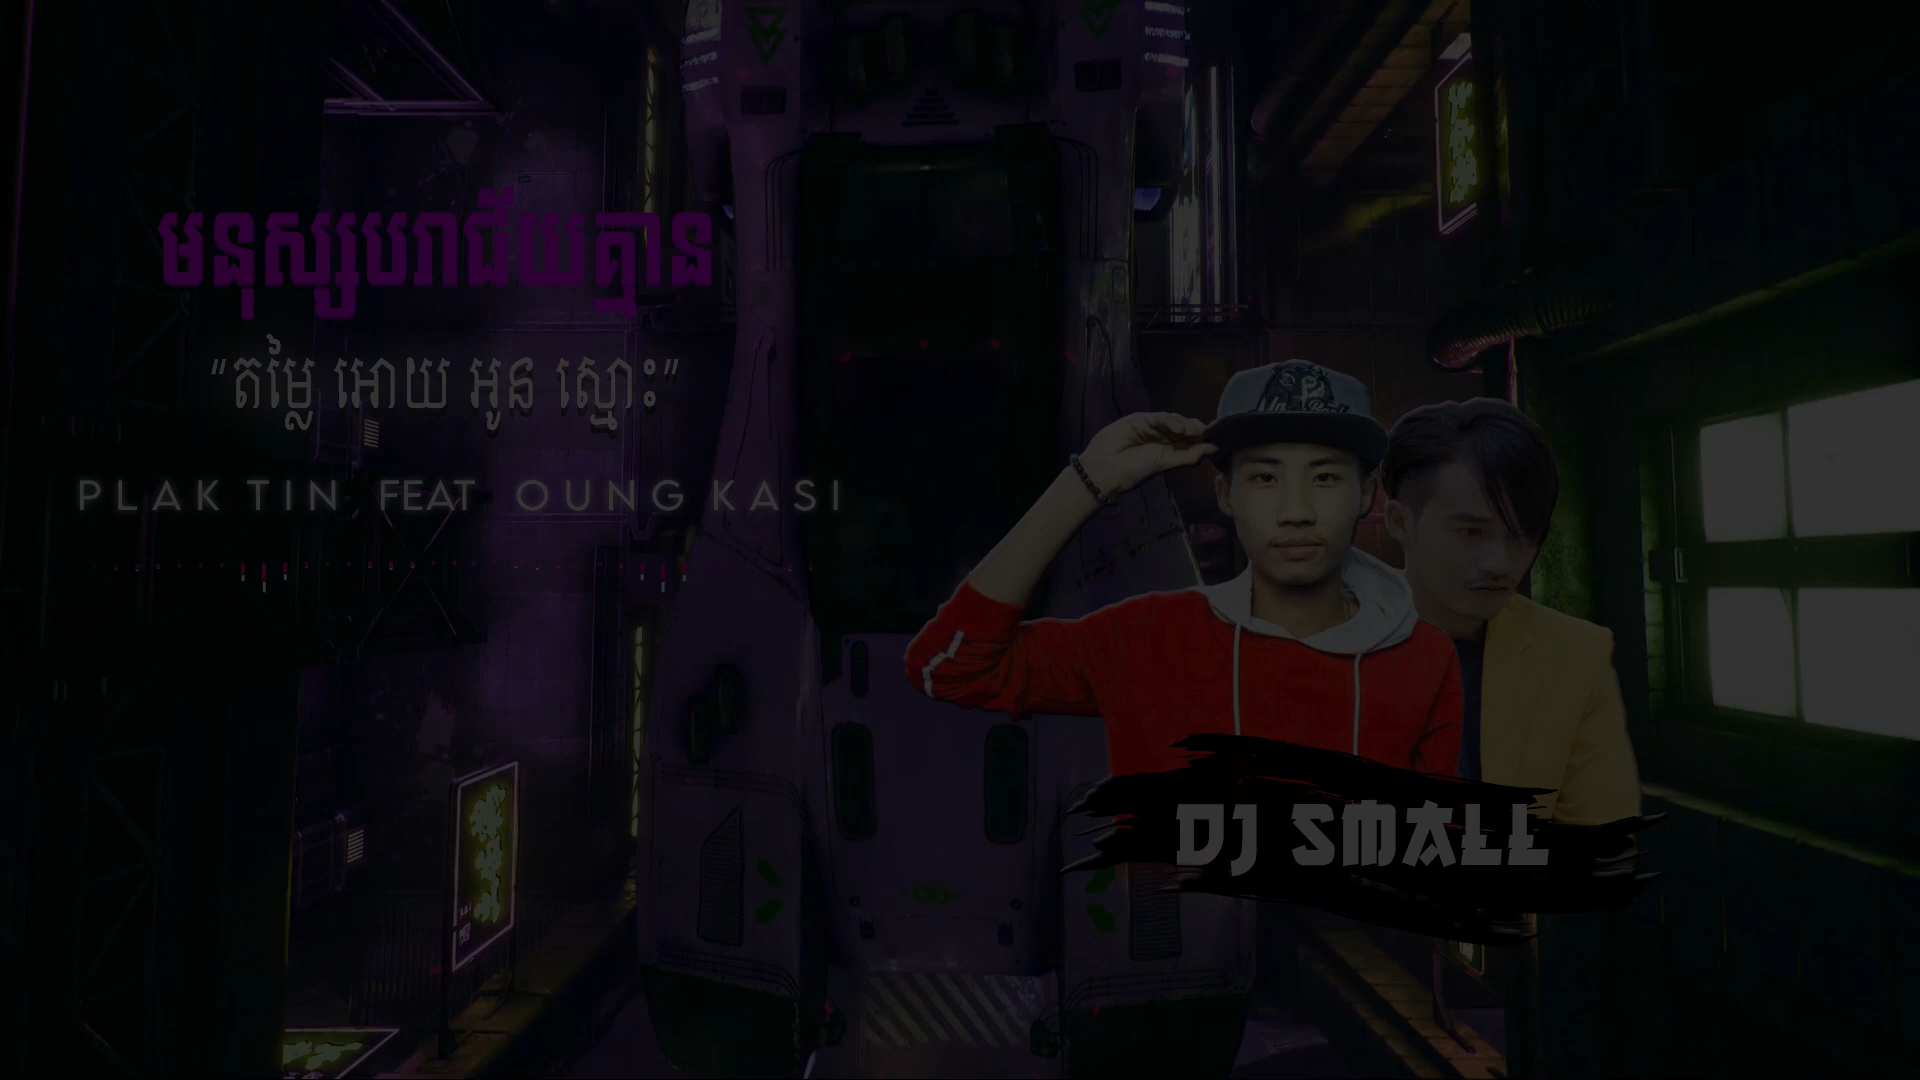 មនុស្សបរាជ័យគ្មាន
“តម្លៃ អោយ អូន ស្មោះ”
PLAK TIN FEAT OUNG KASI
DJ SMALL